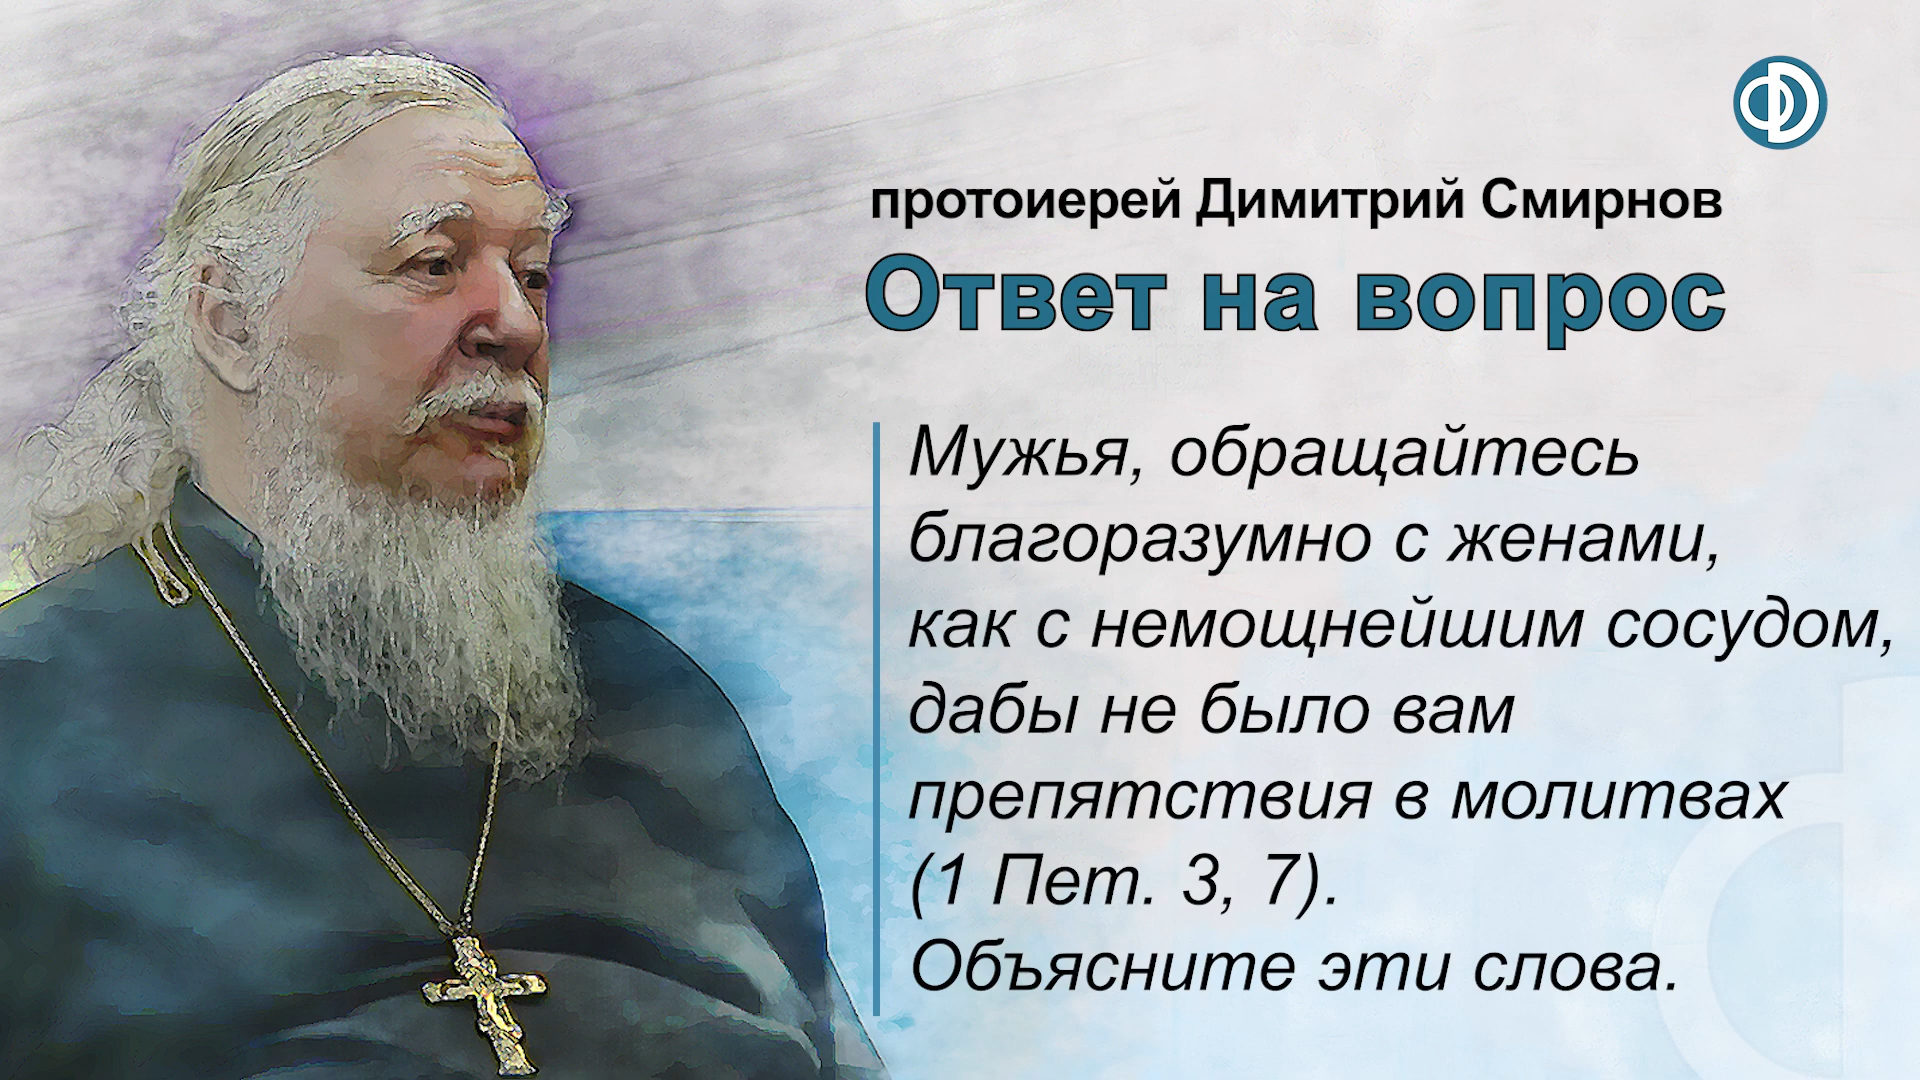 протоиерей Димитрий Смирнов
Ответ на вопрос
Мужья, обращайтесь
благоразумно с женами,
как с немощнейшим сосудом,
дабы не было вам
препятствия в молитвах
(1 Пет. 3, 7).
Объясните эти слова.